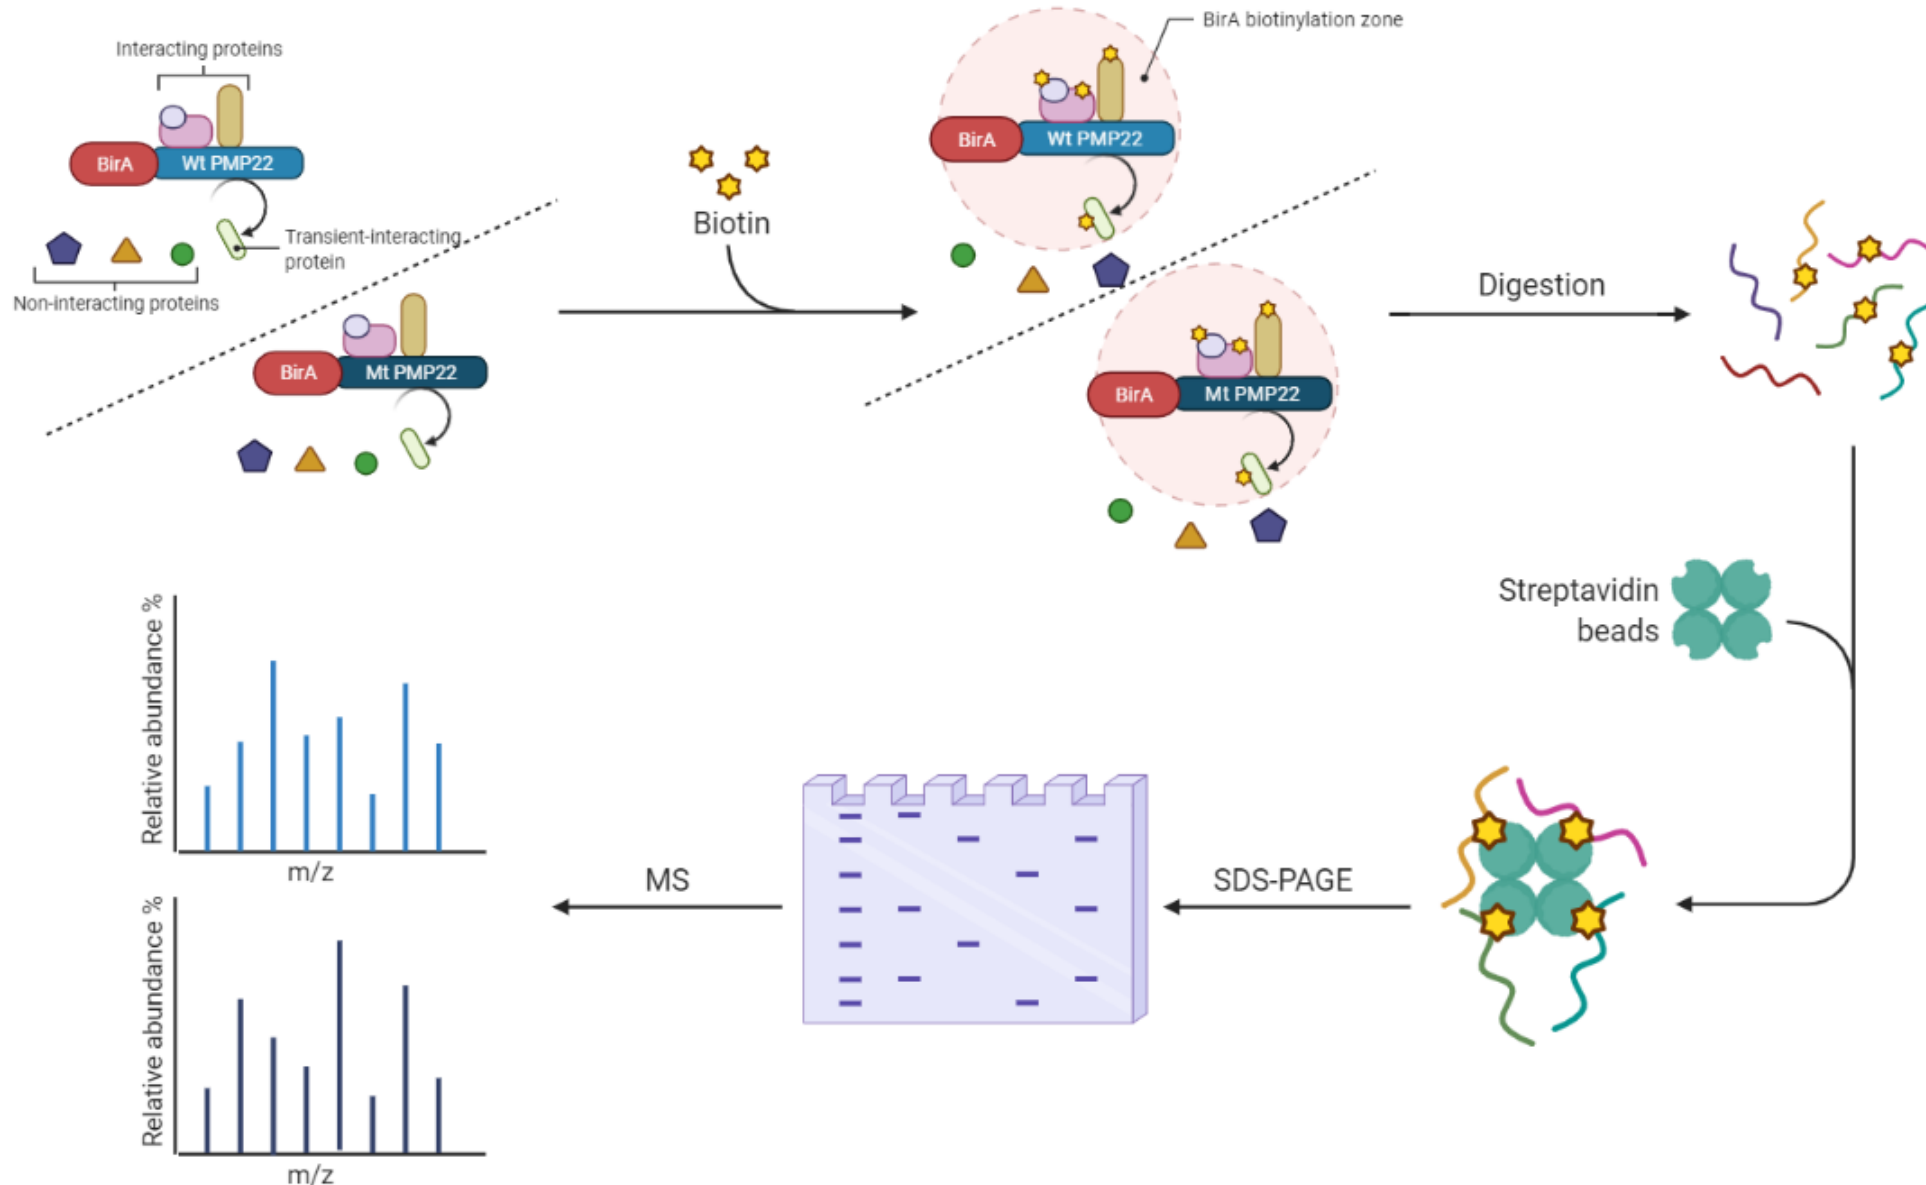 Interacting proteins
BirA
Wt PMP22
Transient-interacting
protein
Non-interacting proteins
BirA
Mt PMP22
Biotin
BirA biotinylation zone
BirA
Wt PMP22
BirA
Mt PMP22
Digestion
Streptavidin
beads
SDS-PAGE
MS
Relative abundance %
m/z
Relative abundance %
m/z